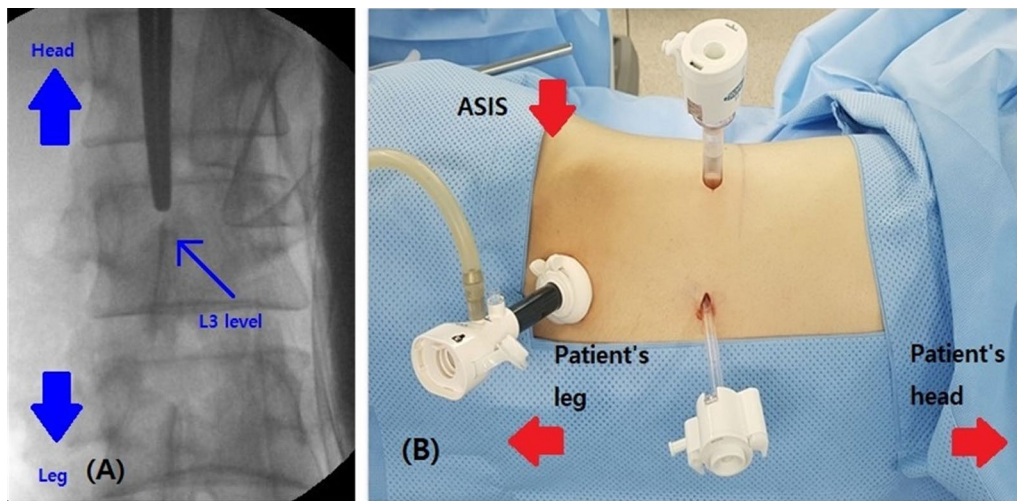 Head
L3 level
Leg
(A)
ASIS
Patient's
leg
Patient's
head
(B)